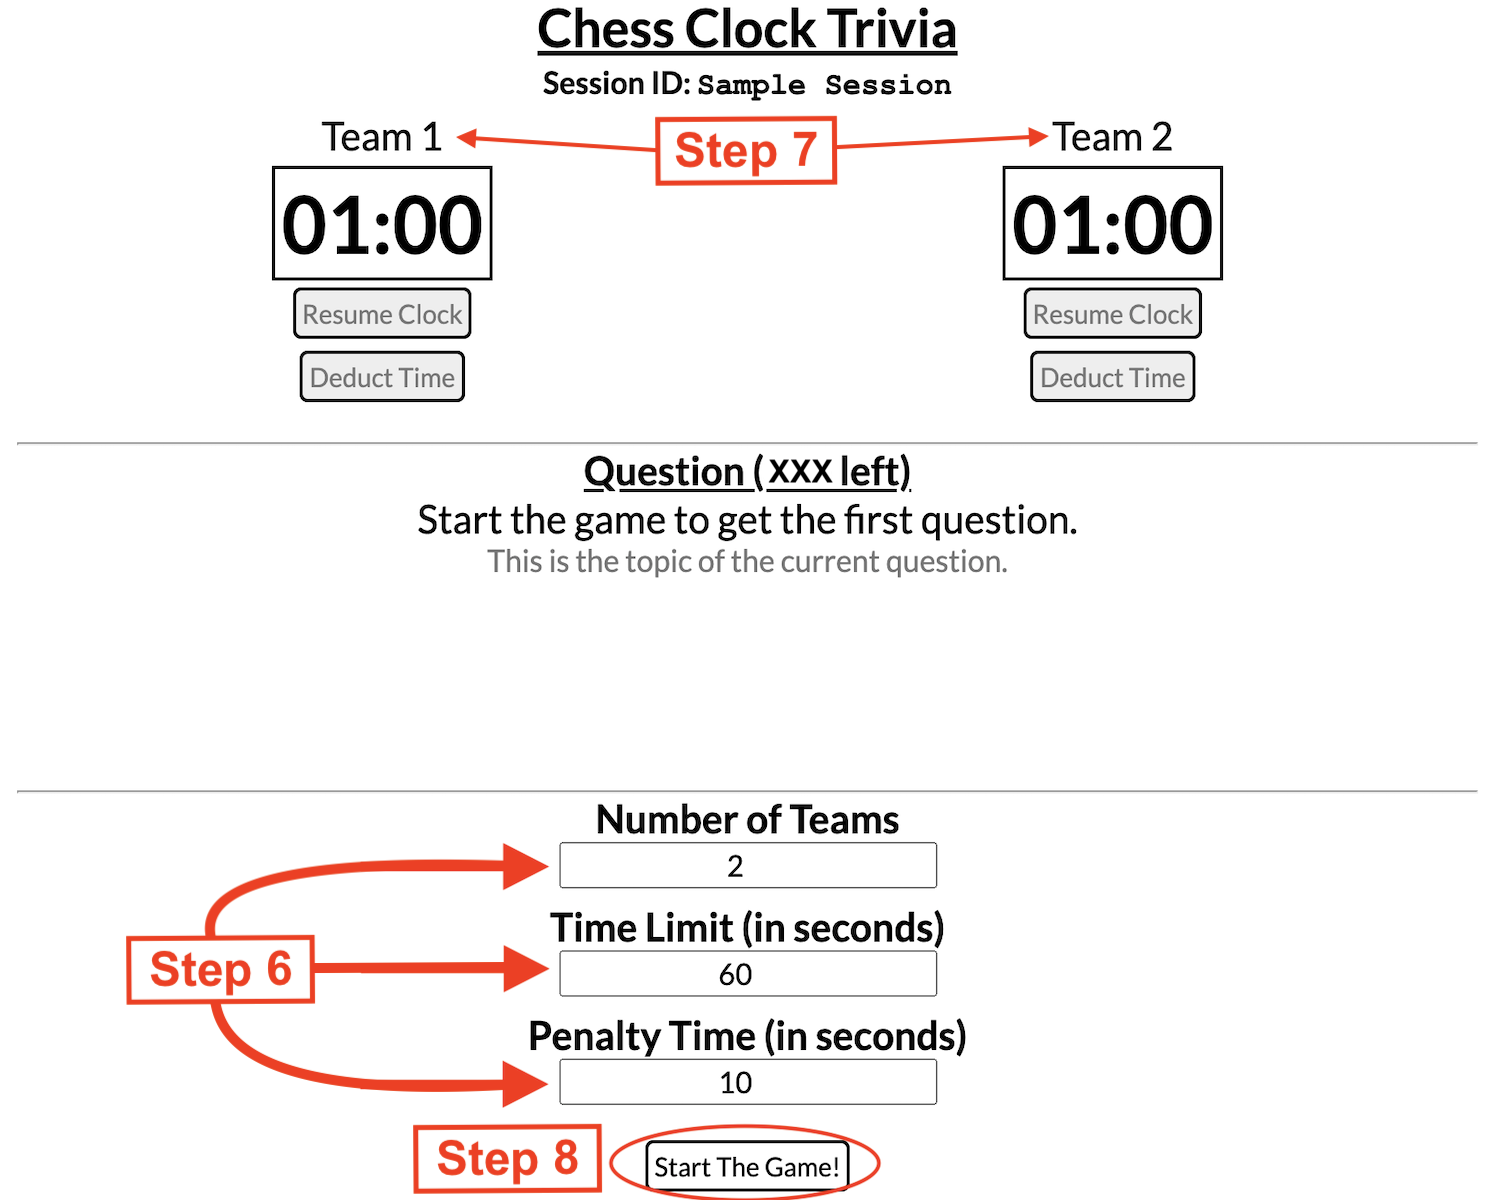 Chess Clock Trivia
Session ID: Sample Session
Team 1
Step 7
Team 2
01:00
01:00
Resume Clock
Resume Clock
Deduct Time
Deduct Time
Question (XXX left)
Start the game to get the first question.
This is the topic of the current question.
Number of Teams
2
Time Limit (in seconds)
Step 6
60
Penalty Time (in seconds)
10
Step 8
Start The Game!